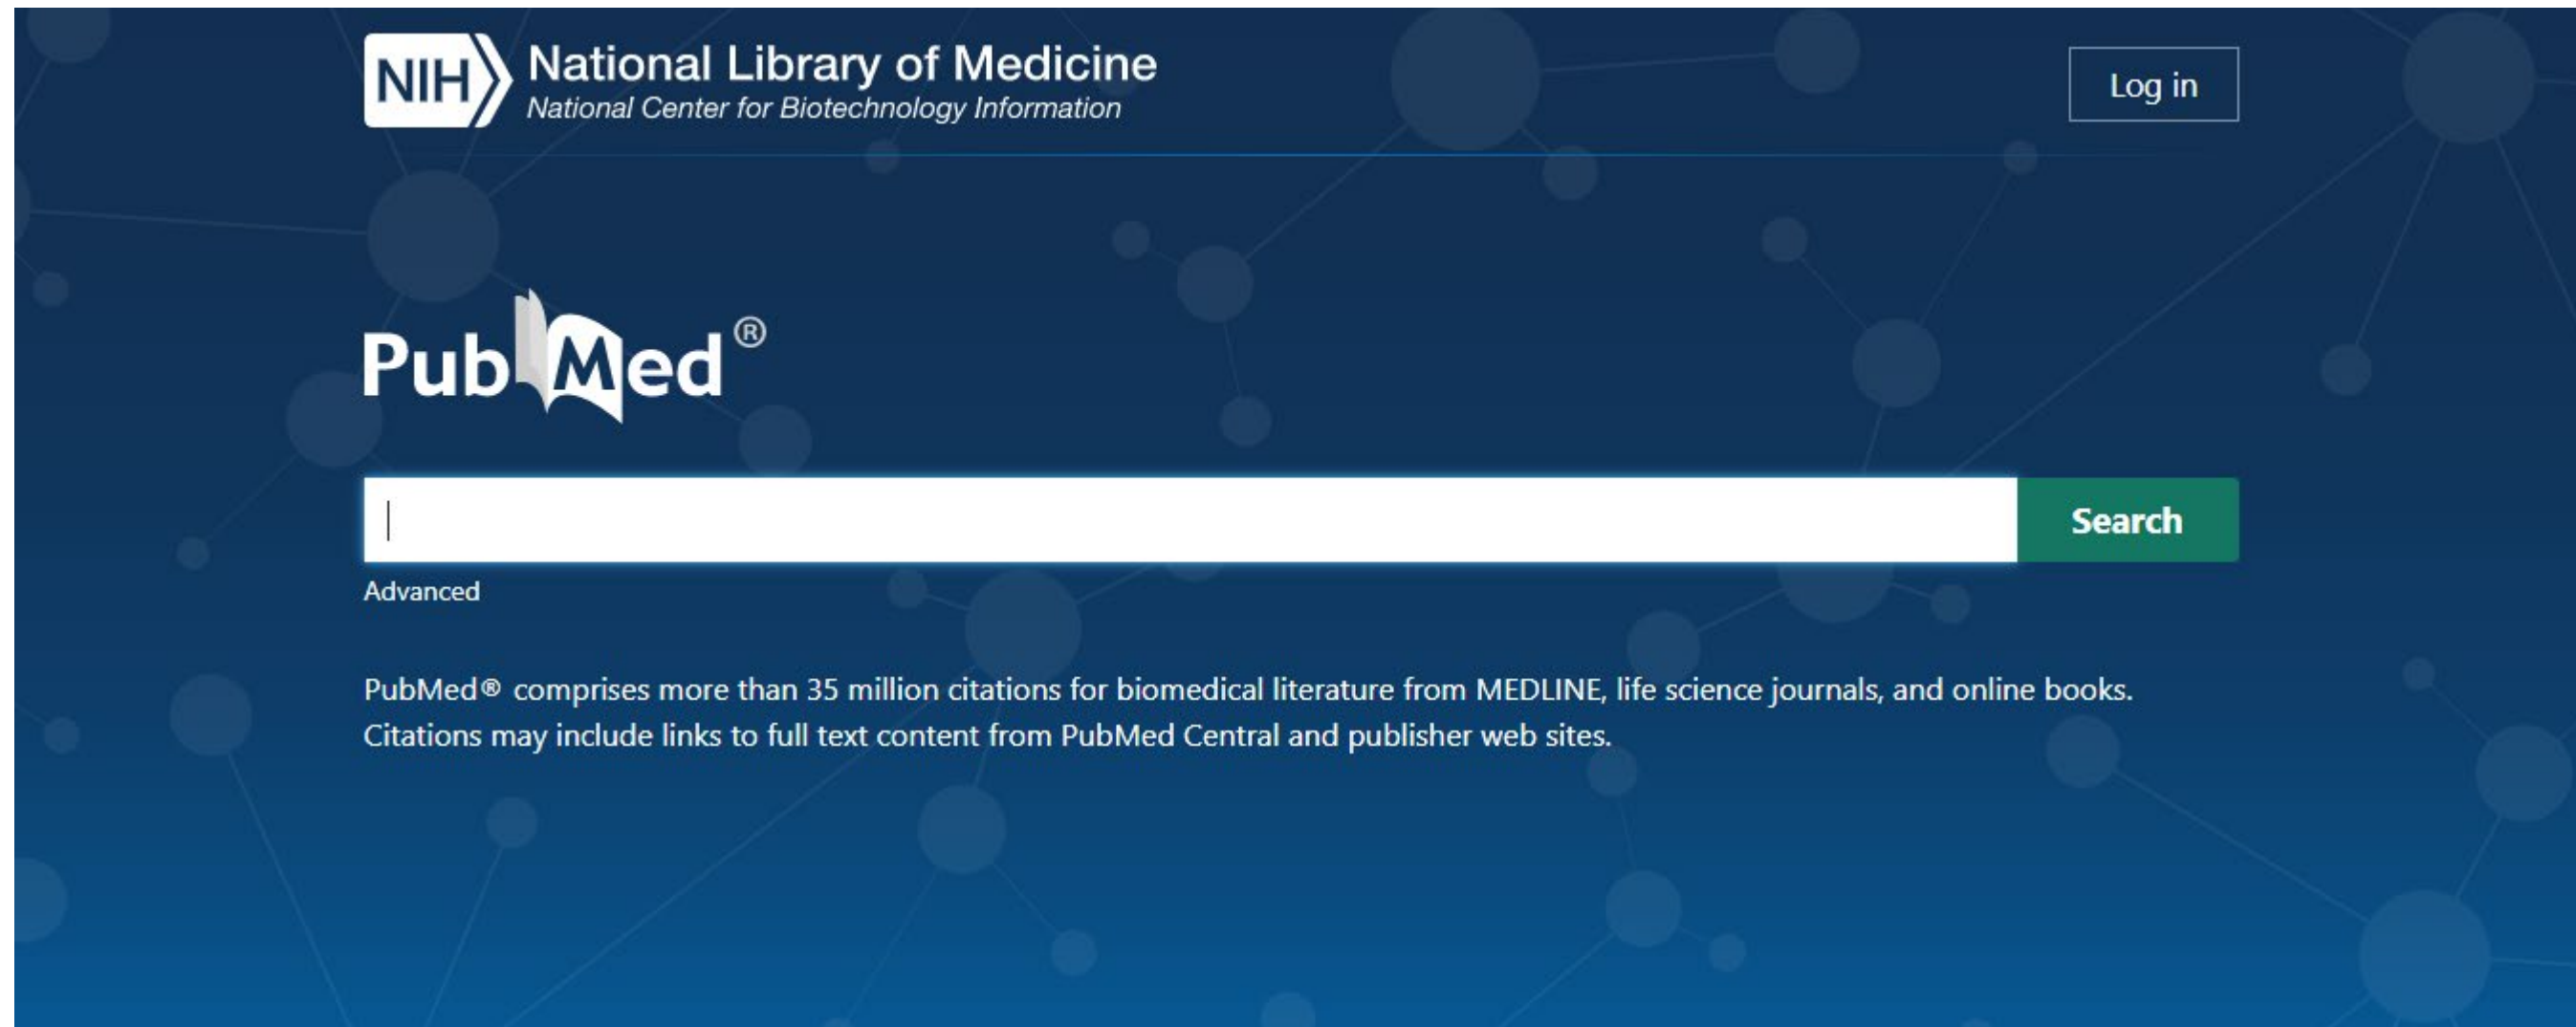 NIH National Library of Medicine
National Center for Biotechnology Information
Log in
PubMed®
Search
Advanced
PubMed® comprises more than 35 million citations for biomedical literature from MEDLINE, life science journals, and online books.
Citations may include links to full text content from PubMed Central and publisher web sites.